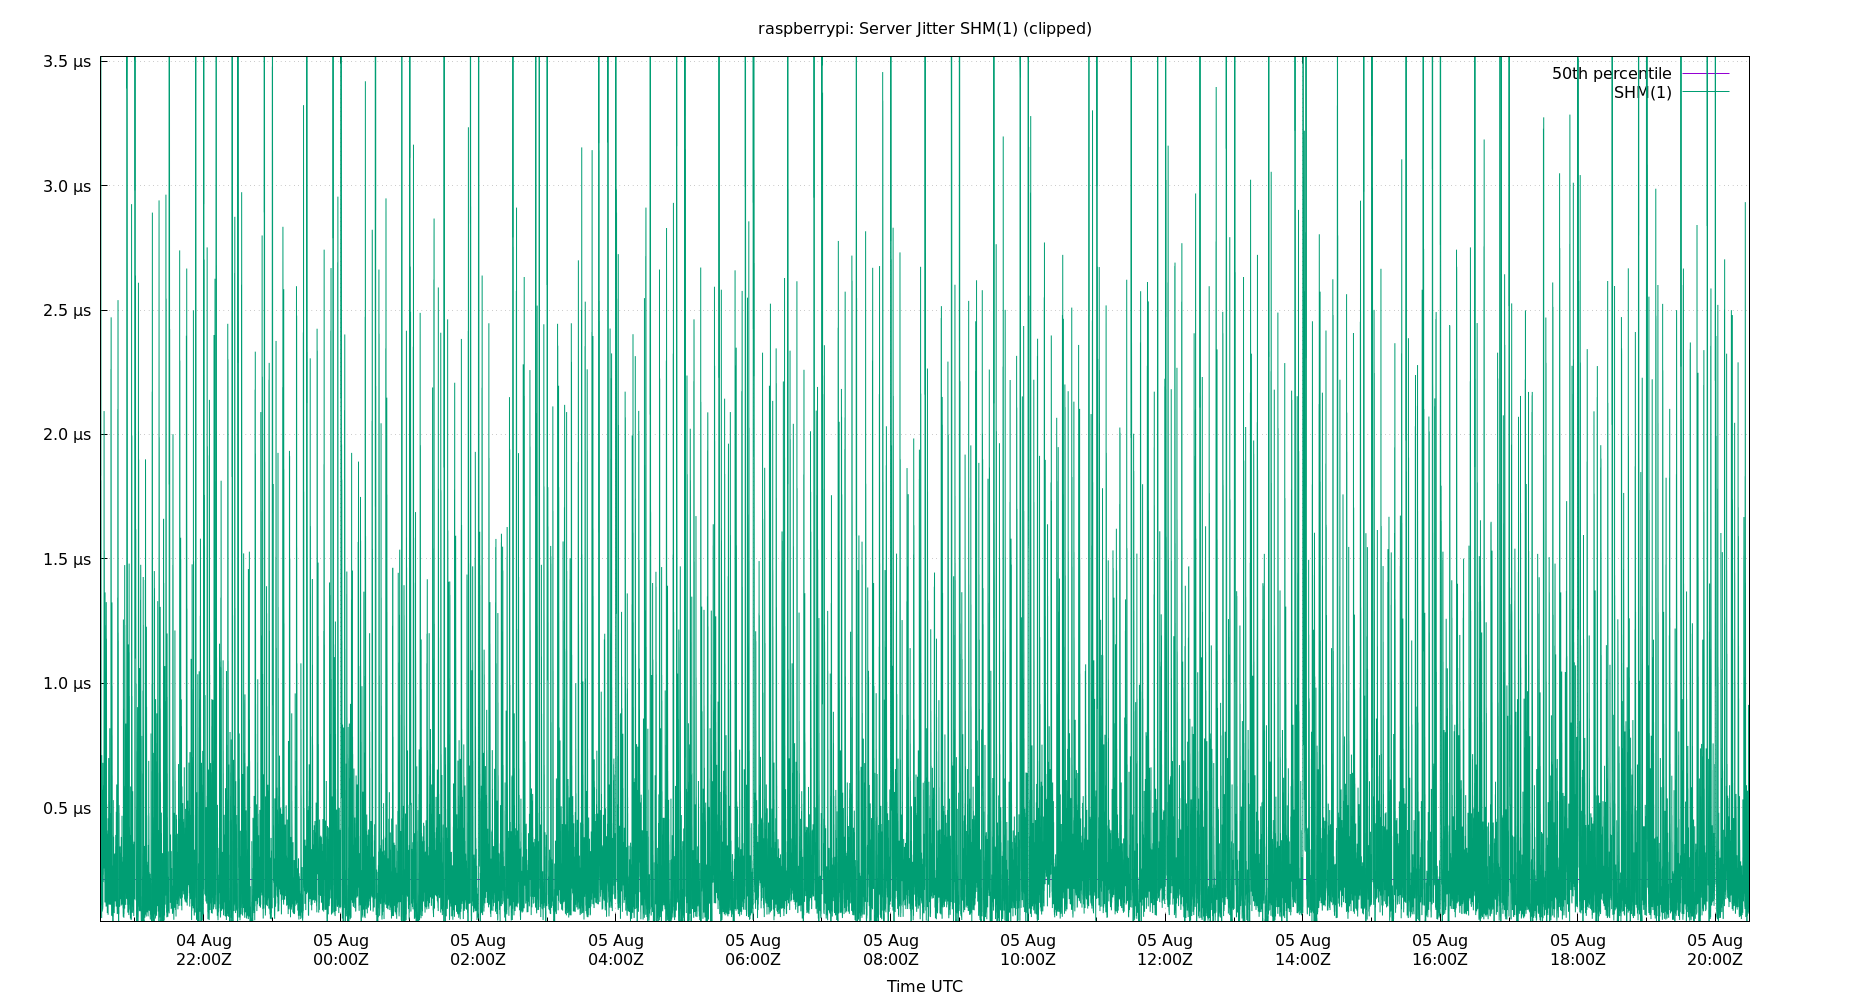 raspberrypi: Server Jitter SHM(1) (clipped)
3.5 µs
3.0 µs
2.5 µs
2.0 µs
1.5 µs
1.0 µs
0.5 µs
50th percentile
SHM(1)
04 Aug 05 Aug 05 Aug 05 Aug 05 Aug 05 Aug 05 Aug 05 Aug 05 Aug 05 Aug 05 Aug 05 Aug
22:00Z 00:00Z 02:00Z 04:00Z 06:00Z 08:00Z 10:00Z 12:00Z 14:00Z 16:00Z 18:00Z 20:00Z
Time UTC